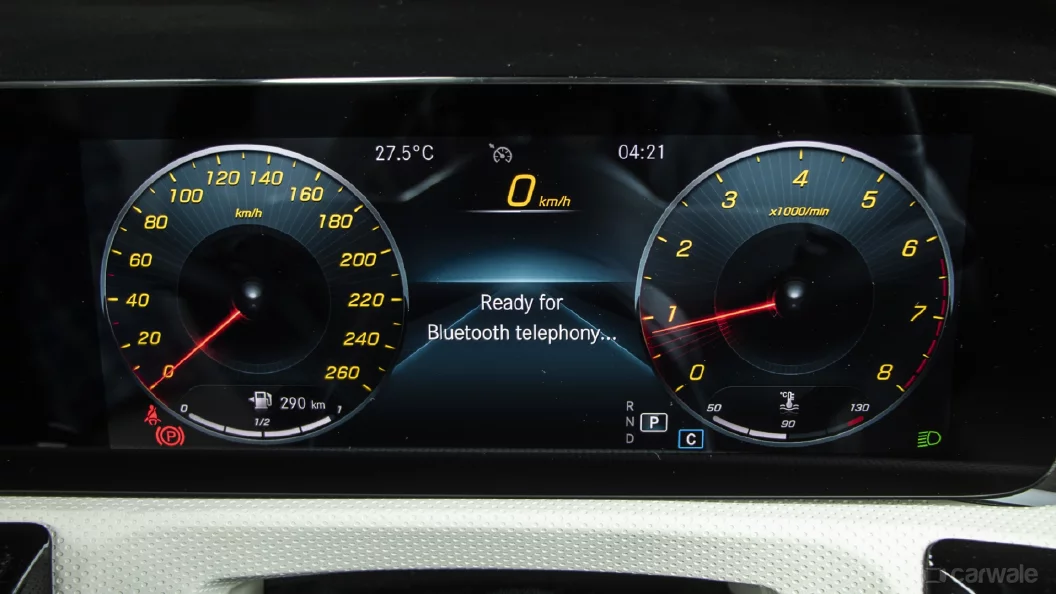 27.5°C
04:21
0 km/h
0
20
40
60
80
100
120
140
160
180
200
220
240
260
km/h
0
1/2
1
290 km
Ready for
Bluetooth telephony...
0
1
2
3
4
5
6
7
8
x1000/min
50
90
130
°C
R
N
D
P
C
(P)
carwale